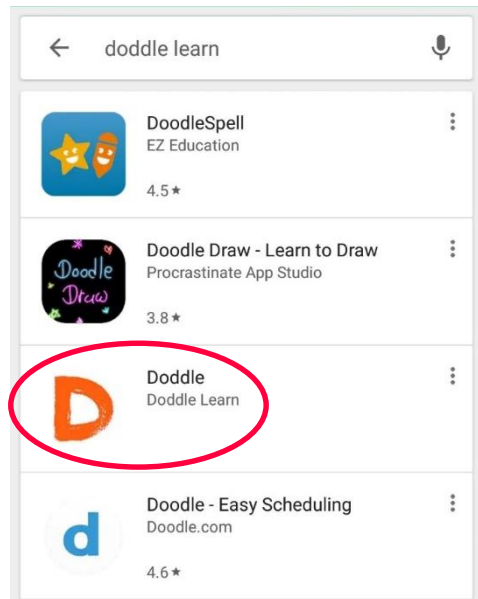 doddle learn
DoodleSpell
EZ Education
4.5★
Doodle
Draw
Doodle Draw - Learn to Draw
Procrastinate App Studio
3.8★
D
Doddle
Doddle Learn
d
Doodle - Easy Scheduling
Doodle.com
4.6★